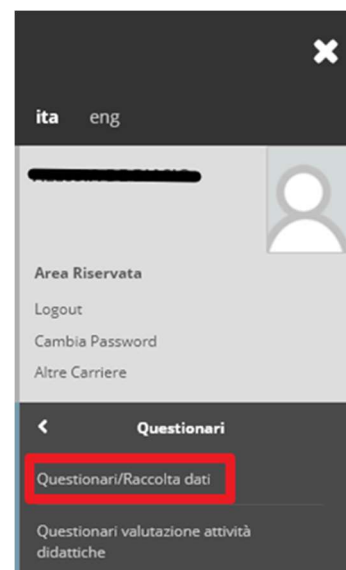 ita eng
Area Riservata
Logout
Cambia Password
Altre Carriere
Questionari
Questionari/Raccolta dati
Questionari valutazione attività
didattiche